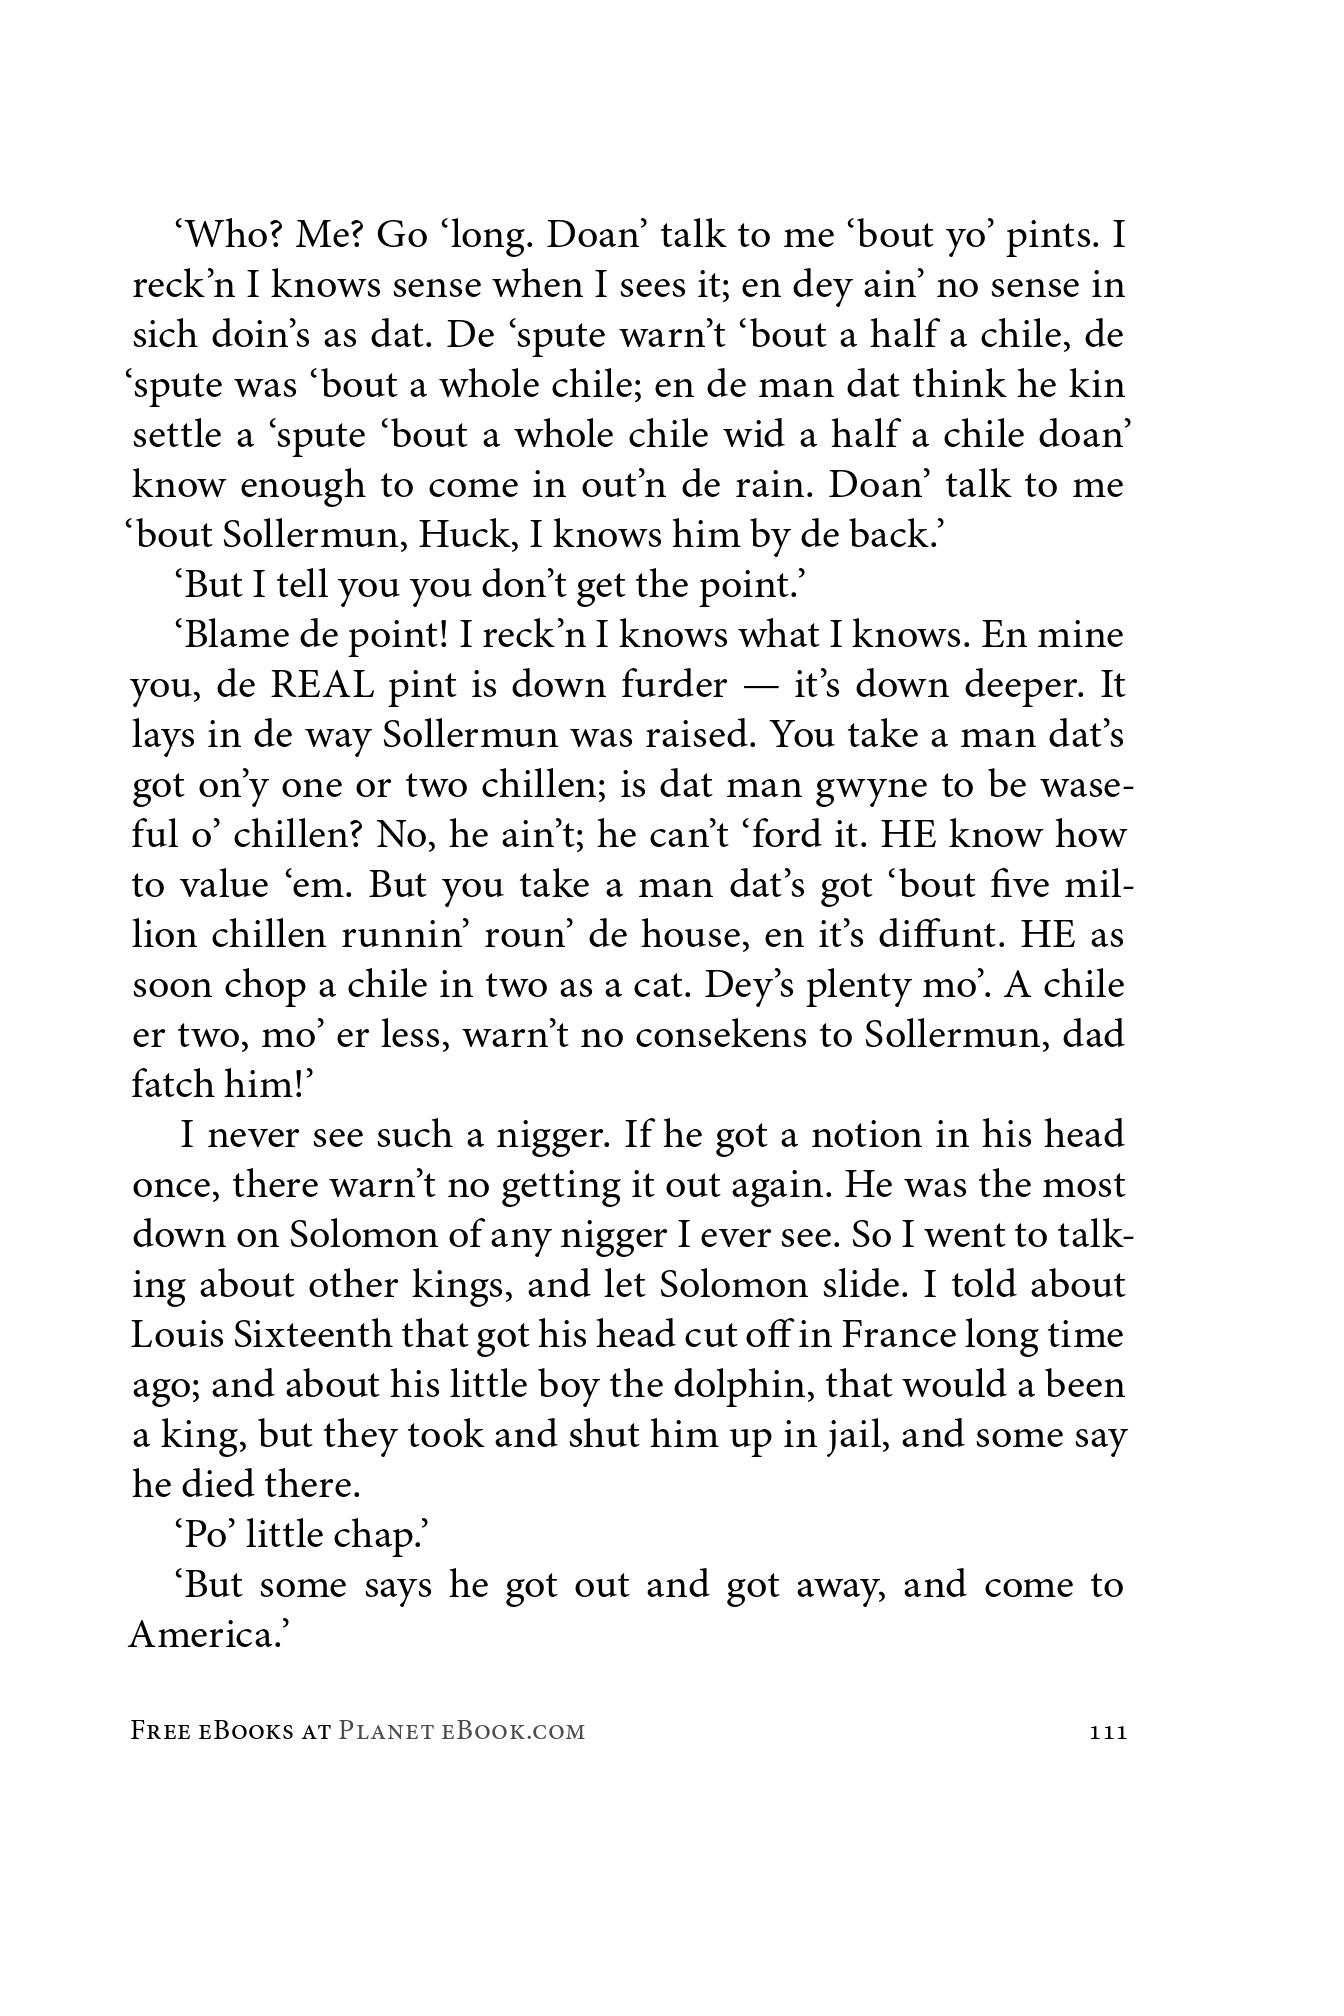 ‘Who? Me? Go ‘long. Doan’ talk to me ‘bout yo’ pints. I
reck’n I knows sense when I sees it; en dey ain’ no sense in
sich doin’s as dat. De ‘spute warn’t ‘bout a half a chile, de
‘spute was ‘bout a whole chile; en de man dat think he kin
settle a ‘spute ‘bout a whole chile wid a half a chile doan’
know enough to come in out’n de rain. Doan’ talk to me
‘bout Sollermun, Huck, I knows him by de back.’
‘But I tell you you don’t get the point.’
‘Blame de point! I reck’n I knows what I knows. En mine
you, de REAL pint is down furder — it’s down deeper. It
lays in de way Sollermun was raised. You take a man dat’s
got on’y one or two chillen; is dat man gwyne to be wase-
ful o’ chillen? No, he ain’t; he can’t ‘ford it. HE know how
to value ‘em. But you take a man dat’s got ‘bout five mil-
lion chillen runnin’ roun’ de house, en it’s diffunt. HE as
soon chop a chile in two as a cat. Dey’s plenty mo’. A chile
er two, mo’ er less, warn’t no consekens to Sollermun, dad
fatch him!’
I never see such a nigger. If he got a notion in his head
once, there warn’t no getting it out again. He was the most
down on Solomon of any nigger I ever see. So I went to talk-
ing about other kings, and let Solomon slide. I told about
Louis Sixteenth that got his head cut off in France long time
ago; and about his little boy the dolphin, that would a been
a king, but they took and shut him up in jail, and some say
he died there.
‘Po’ little chap.’
‘But some says he got out and got away, and come to
America.’
Free eBooks at Planet eBook.com 111